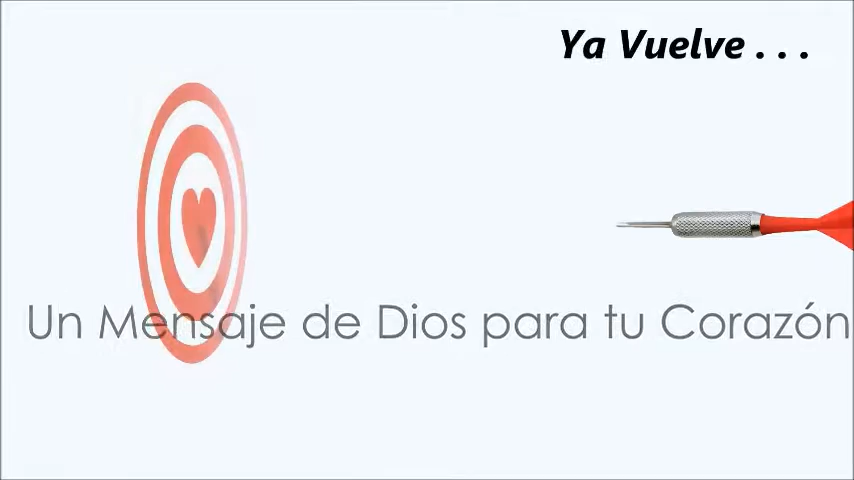 Ya Vuelve . . .
Un Mensaje de Dios para tu Corazón